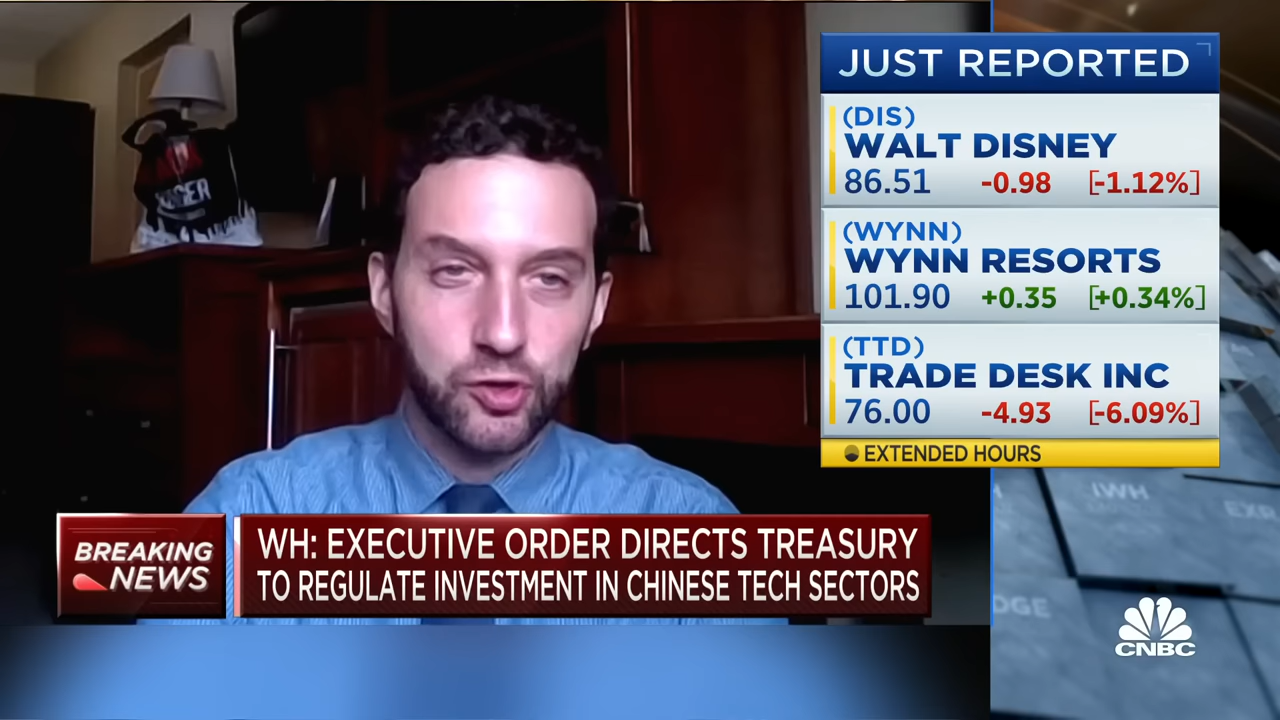 JUST REPORTED
(DIS)
WALT DISNEY
86.51 -0.98 [-1.12%]
(WYNN)
WYNN RESORTS
101.90 +0.35 [+0.34%]
(TTD)
TRADE DESK INC
76.00 -4.93 [-6.09%]
EXTENDED HOURS
BREAKING
NEWS
WH: EXECUTIVE ORDER DIRECTS TREASURY
TO REGULATE INVESTMENT IN CHINESE TECH SECTORS
IWH
CNBC